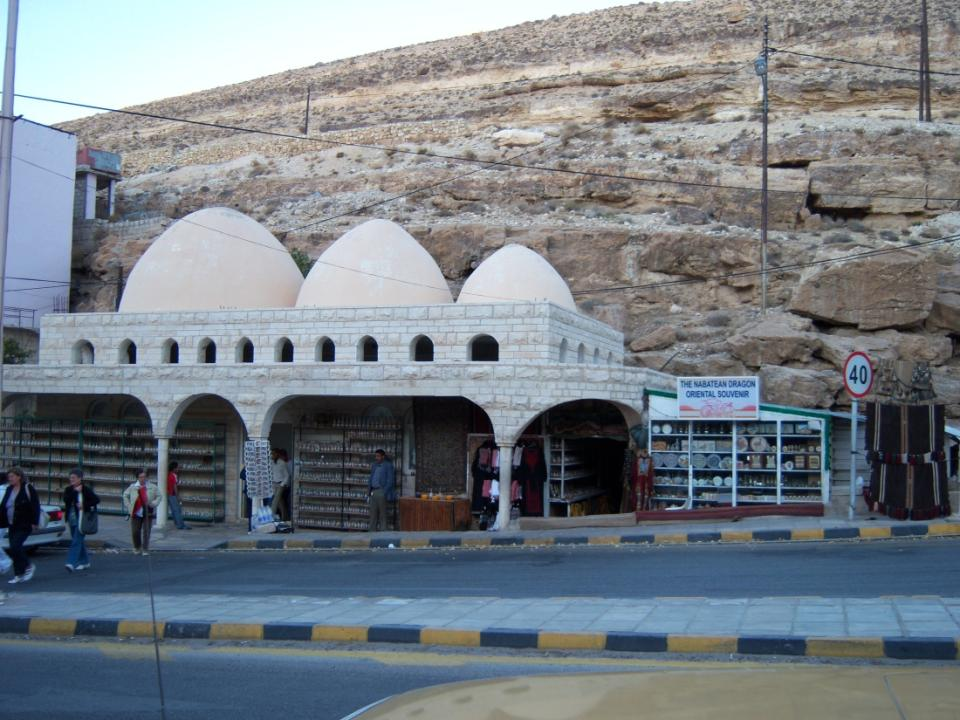 THE NABATEAN DRAGON
ORIENTAL SOUVENIR
40